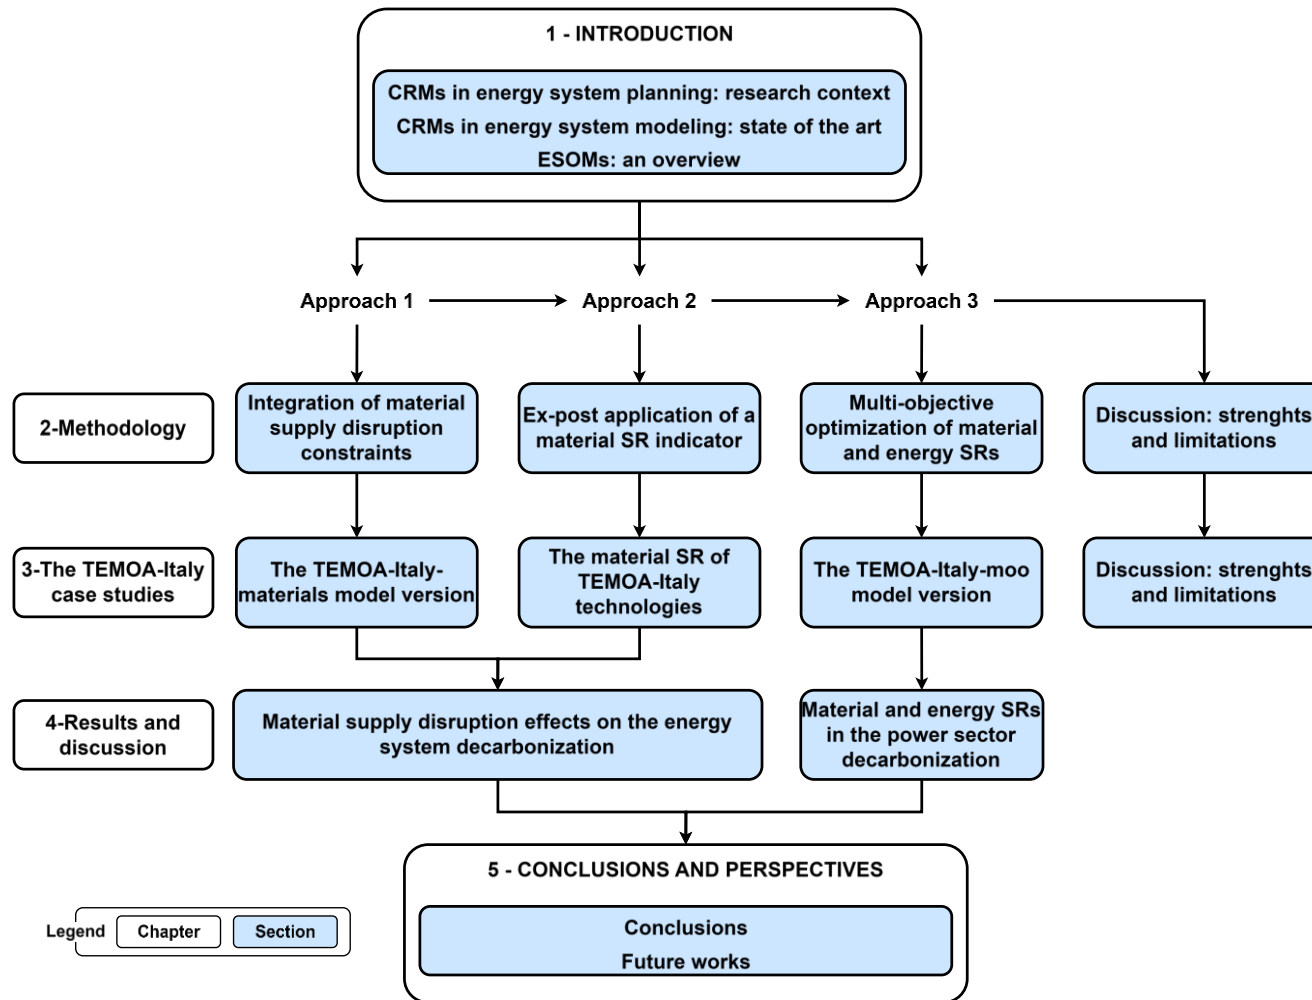 1 - INTRODUCTION
CRMs in energy system planning: research context
CRMs in energy system modeling: state of the art
ESOMs: an overview
Approach 1
Approach 2
Approach 3
2-Methodology
Integration of material
supply disruption
constraints
Ex-post application of a
material SR indicator
Multi-objective
optimization of material
and energy SRs
Discussion: strenghts
and limitations
3-The TEMOA-Italy
case studies
The TEMOA-Italy-
materials model version
The material SR of
TEMOA-Italy
technologies
The TEMOA-Italy-moo
model version
Discussion: strenghts
and limitations
4-Results and
discussion
Material supply disruption effects on the energy
system decarbonization
Material and energy SRs
in the power sector
decarbonization
5 - CONCLUSIONS AND PERSPECTIVES
Conclusions
Future works
Legend
Chapter
Section